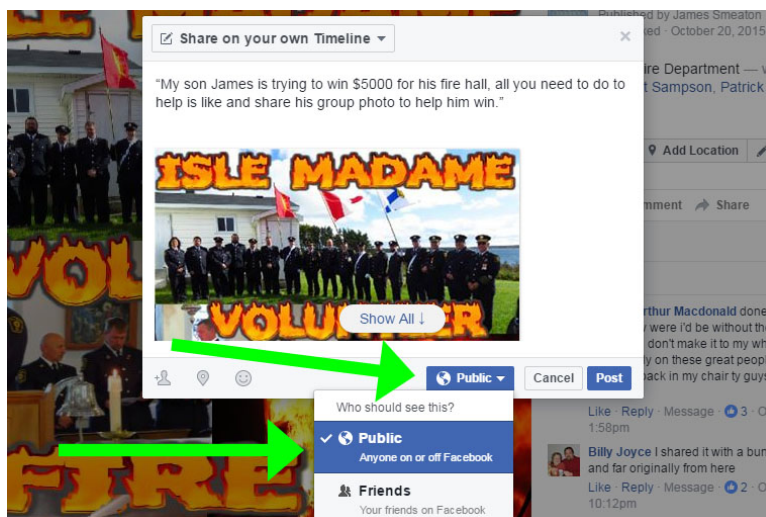 Published by James Smeaton
October 20, 2015
Share on your own Timeline
×
“My son James is trying to win $5000 for his fire hall, all you need to do to
help is like and share his group photo to help him win.”
Fire Department —
Sampson, Patrick
Add Location
ISLE MADAME
VOLUNTEER
Show All ↓
Share
Public
Cancel
Post
Who should see this?
Public
Anyone on or off Facebook
Friends
Your friends on Facebook
FIRE
Arthur Macdonald done
were i'd be without the
don't make it to my wh
on these great peopl
back in my chair ty guys
Like · Reply · Message · 3 ·
1:58pm
Billy Joyce I shared it with a bun
and far originally from here
Like · Reply · Message · 2 ·
10:12pm